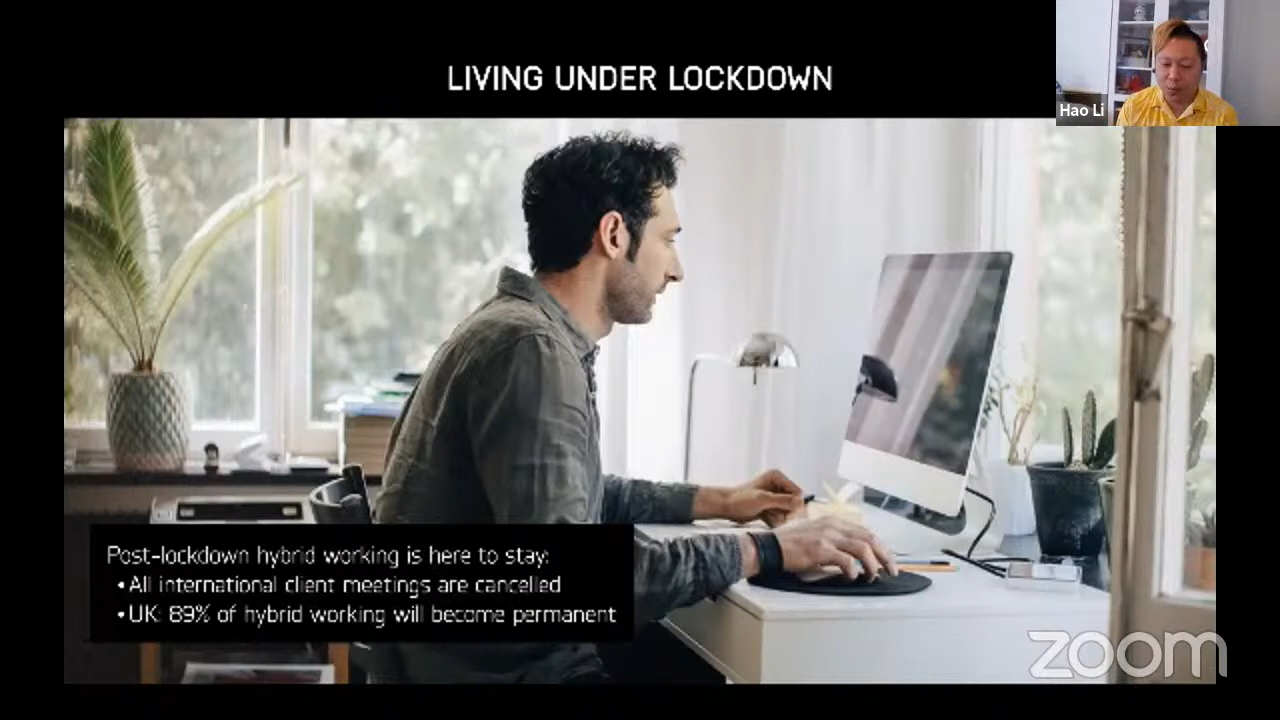 LIVING UNDER LOCKDOWN
Hao Li
Post-lockdown hybrid working is here to stay:
•All international client meetings are cancelled
•UK: 89% of hybrid working will become permanent
zoom